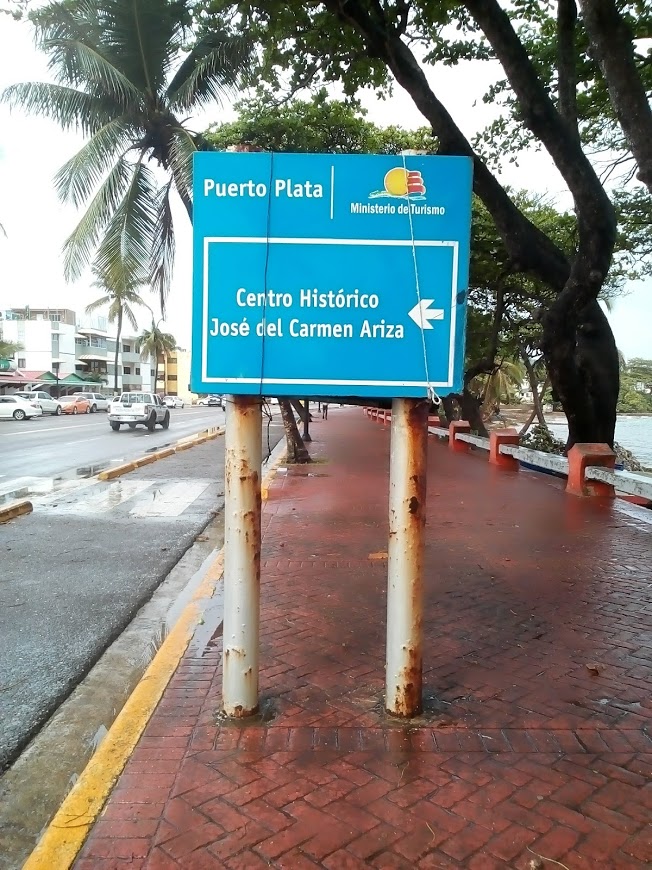 Puerto Plata
Ministerio de Turismo
Centro Histórico
José del Carmen Ariza